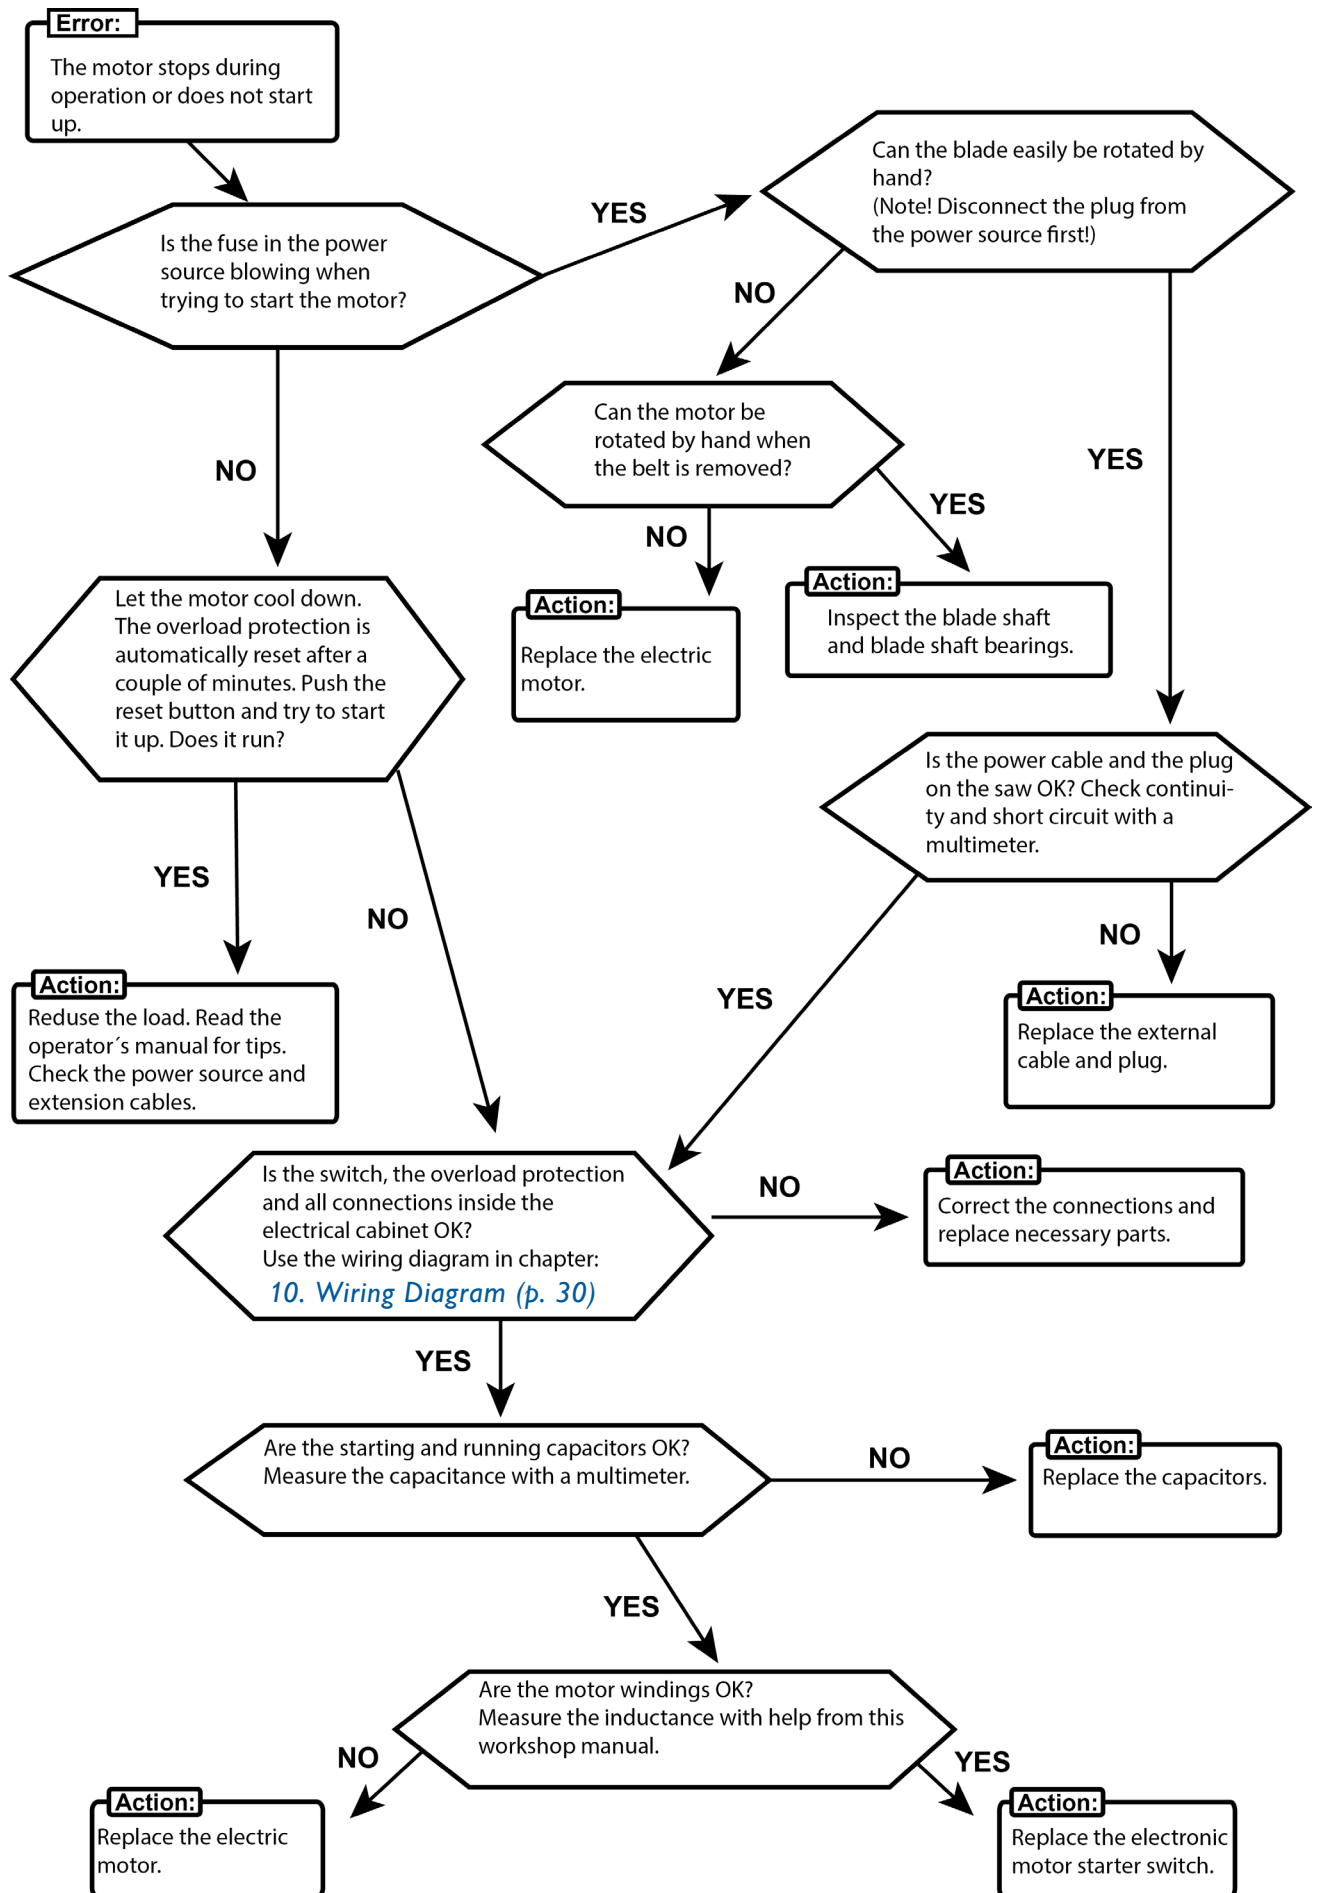 Error:
The motor stops during
operation or does not start
up.
Can the blade easily be rotated by
hand?
(Note! Disconnect the plug from
the power source first!)
YES
Is the fuse in the power
source blowing when
trying to start the motor?
NO
Can the motor be
rotated by hand when
the belt is removed?
YES
NO
YES
NO
Action:
Inspect the blade shaft
and blade shaft bearings.
Action:
Replace the electric
motor.
Let the motor cool down.
The overload protection is
automatically reset after a
couple of minutes. Push the
reset button and try to start
it up. Does it run?
Is the power cable and the plug
on the saw OK? Check continui-
ty and short circuit with a
multimeter.
YES
NO
NO
YES
Action:
Reduse the load. Read the
operator´s manual for tips.
Check the power source and
extension cables.
Action:
Replace the external
cable and plug.
Is the switch, the overload protection
and all connections inside the
electrical cabinet OK?
Use the wiring diagram in chapter:
10. Wiring Diagram (p. 30)
NO
Action:
Correct the connections and
replace necessary parts.
YES
Are the starting and running capacitors OK?
Measure the capacitance with a multimeter.
NO
Action:
Replace the capacitors.
YES
Are the motor windings OK?
Measure the inductance with help from this
workshop manual.
NO
YES
Action:
Replace the electric
motor.
Action:
Replace the electronic
motor starter switch.